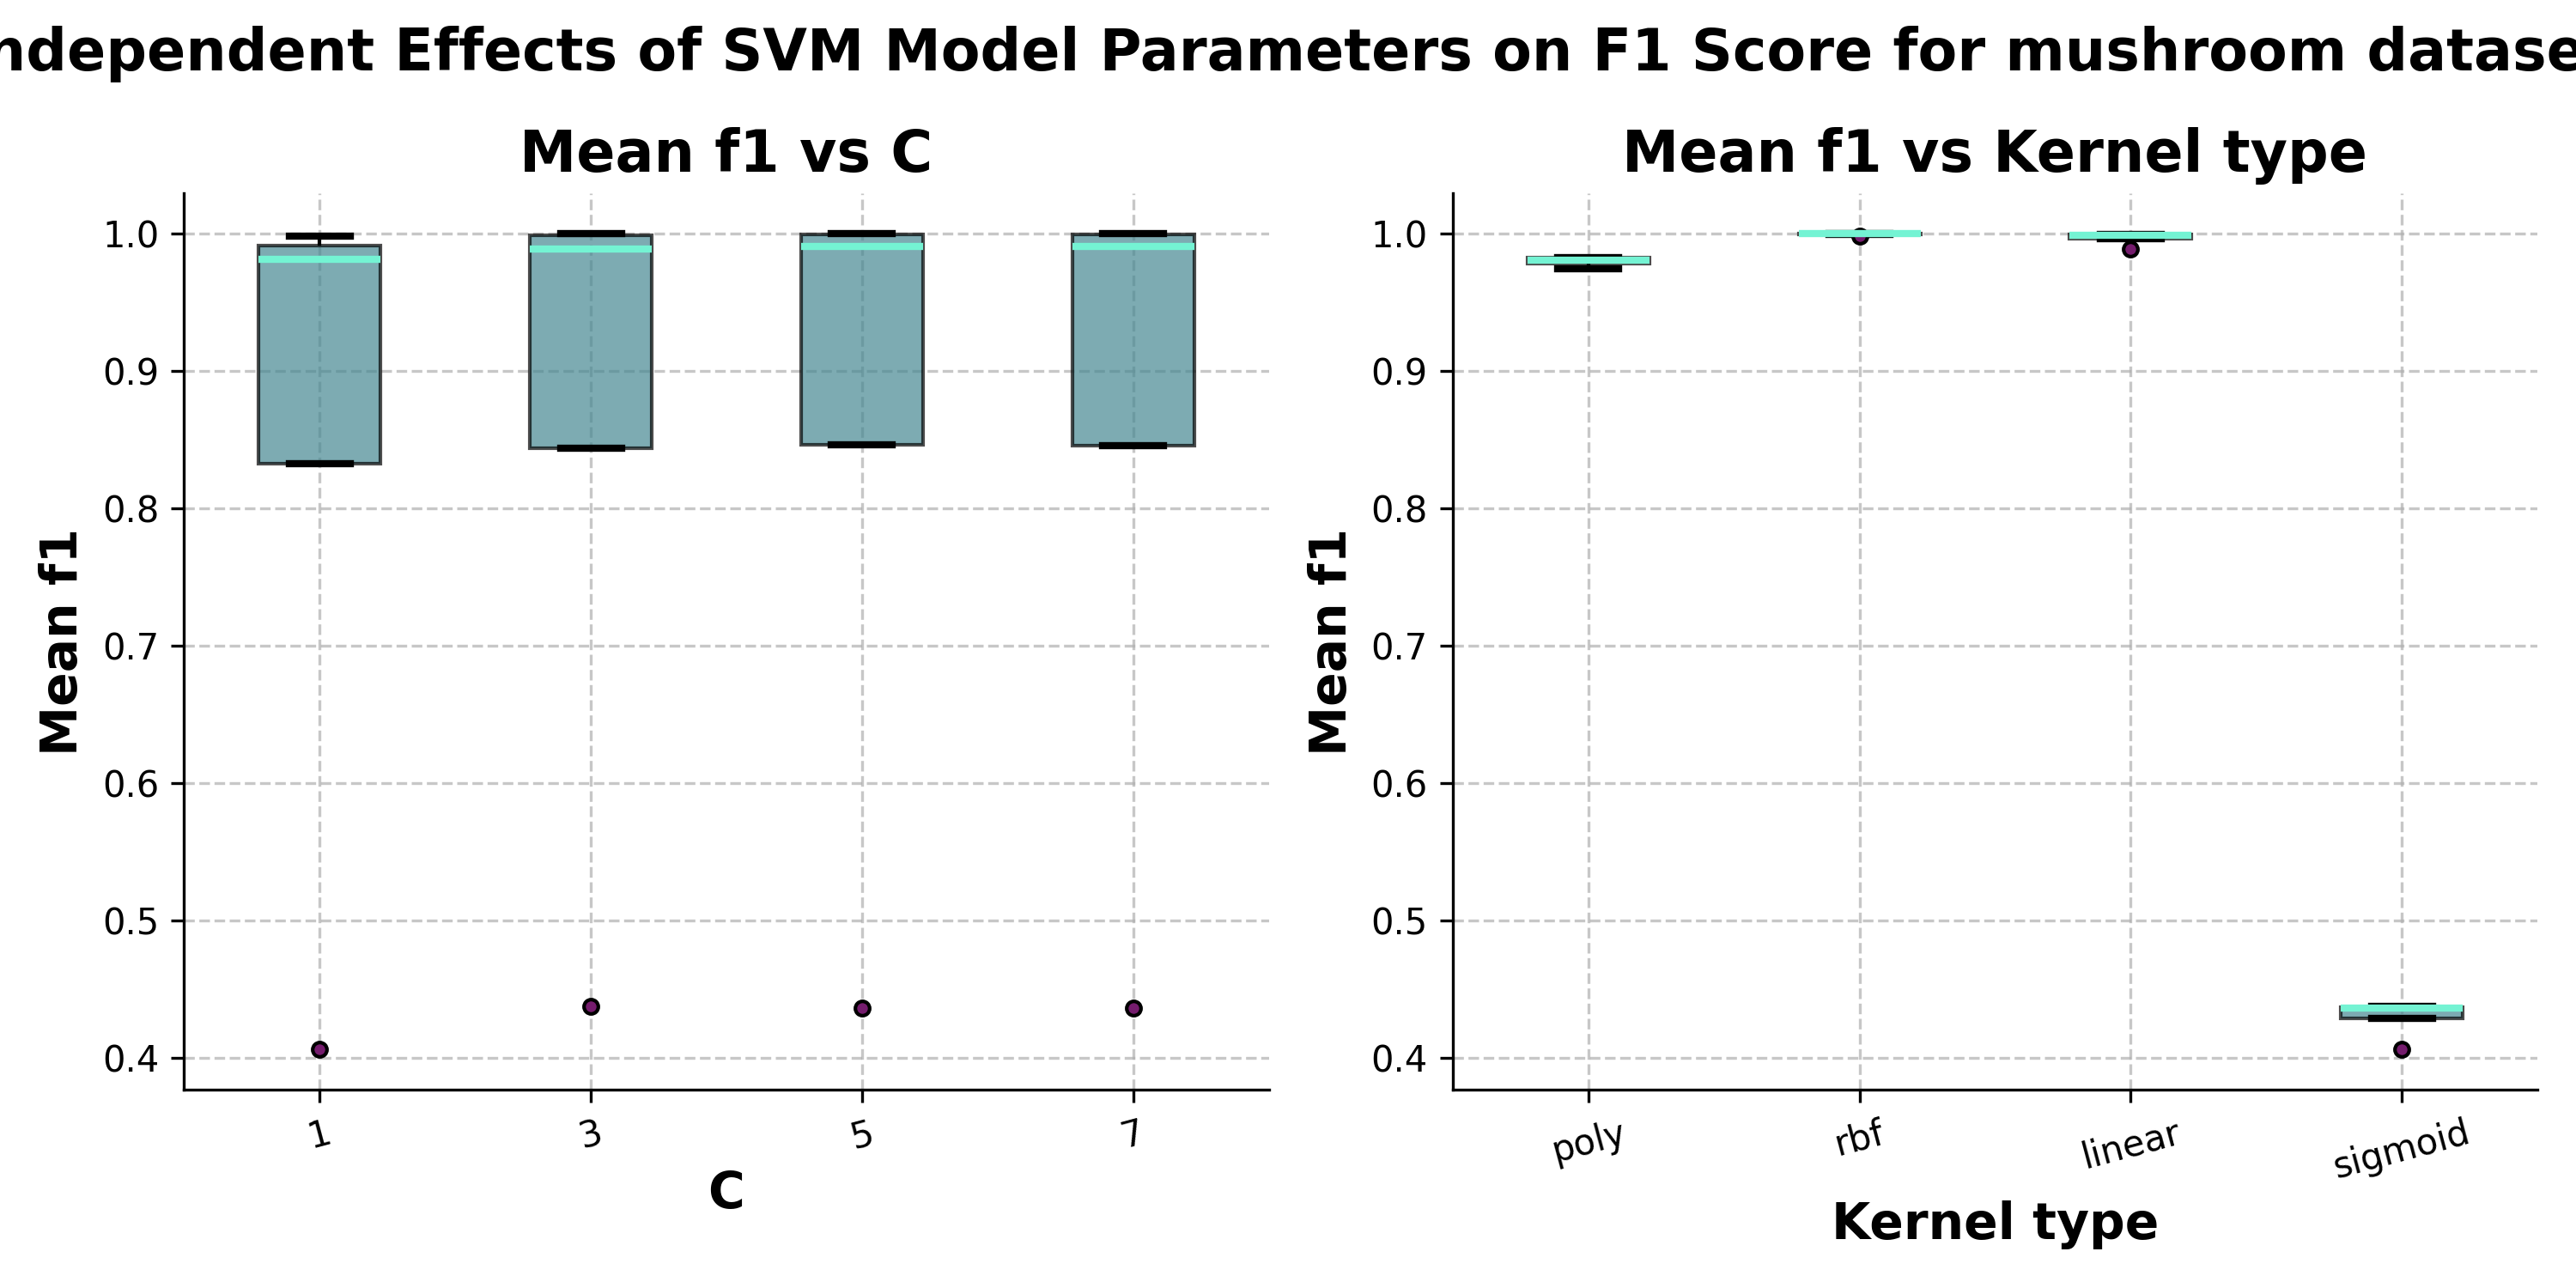 ndependent Effects of SVM Model Parameters on F1 Score for mushroom datase
Mean f1 vs C
1.0
0.9
0.8
0.7
0.6
0.5
0.4
Mean f1
1 3 5 7
C
Mean f1 vs Kernel type
1.0
0.9
0.8
0.7
0.6
0.5
0.4
Mean f1
poly rbf linear sigmoid
Kernel type